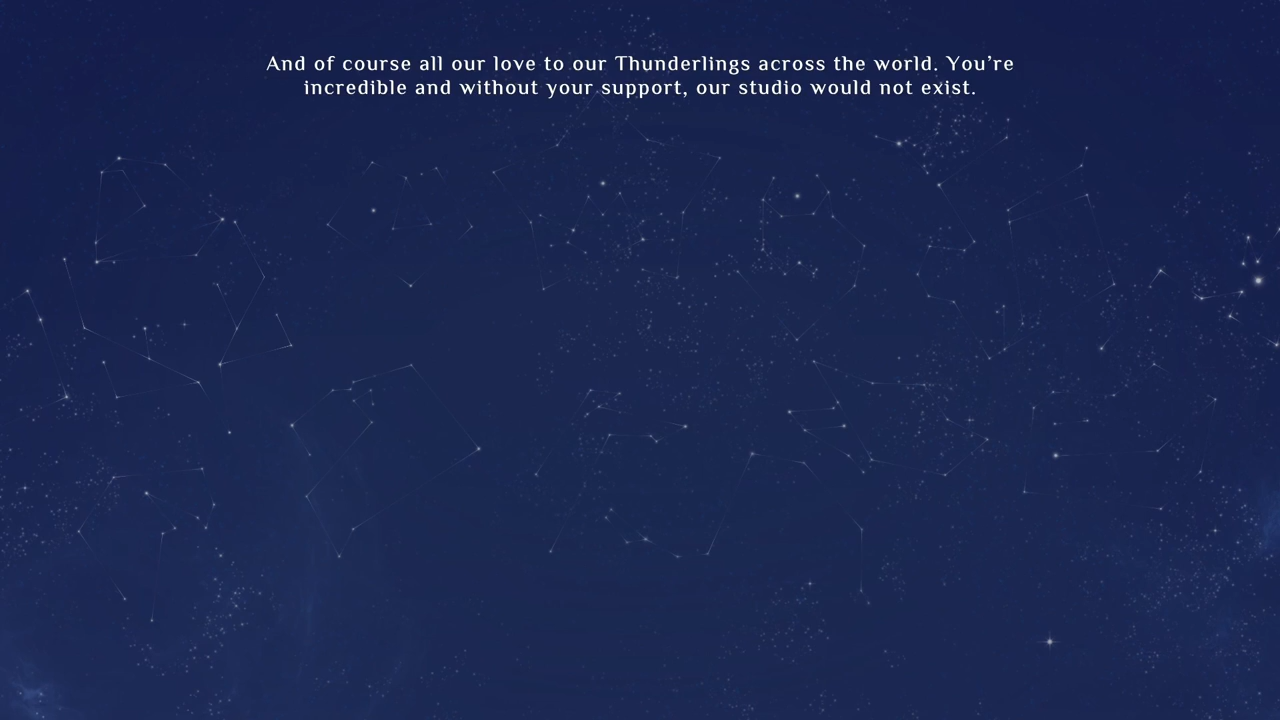 And of course all our love to our Thunderlings across the world. You’re
incredible and without your support, our studio would not exist.